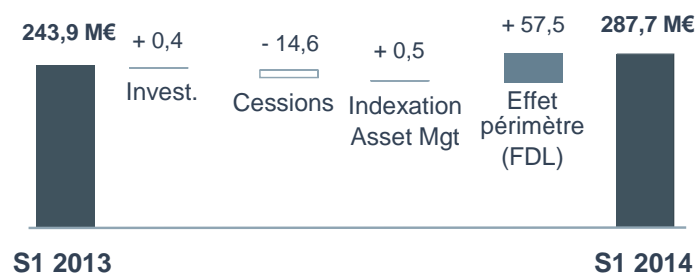 243,9 M€
+ 0,4
- 14,6
+ 0,5
+ 57,5
287,7 M€
Invest.
Cessions
Indexation
Asset Mgt
Effet
périmètre
(FDL)
S1 2013
S1 2014